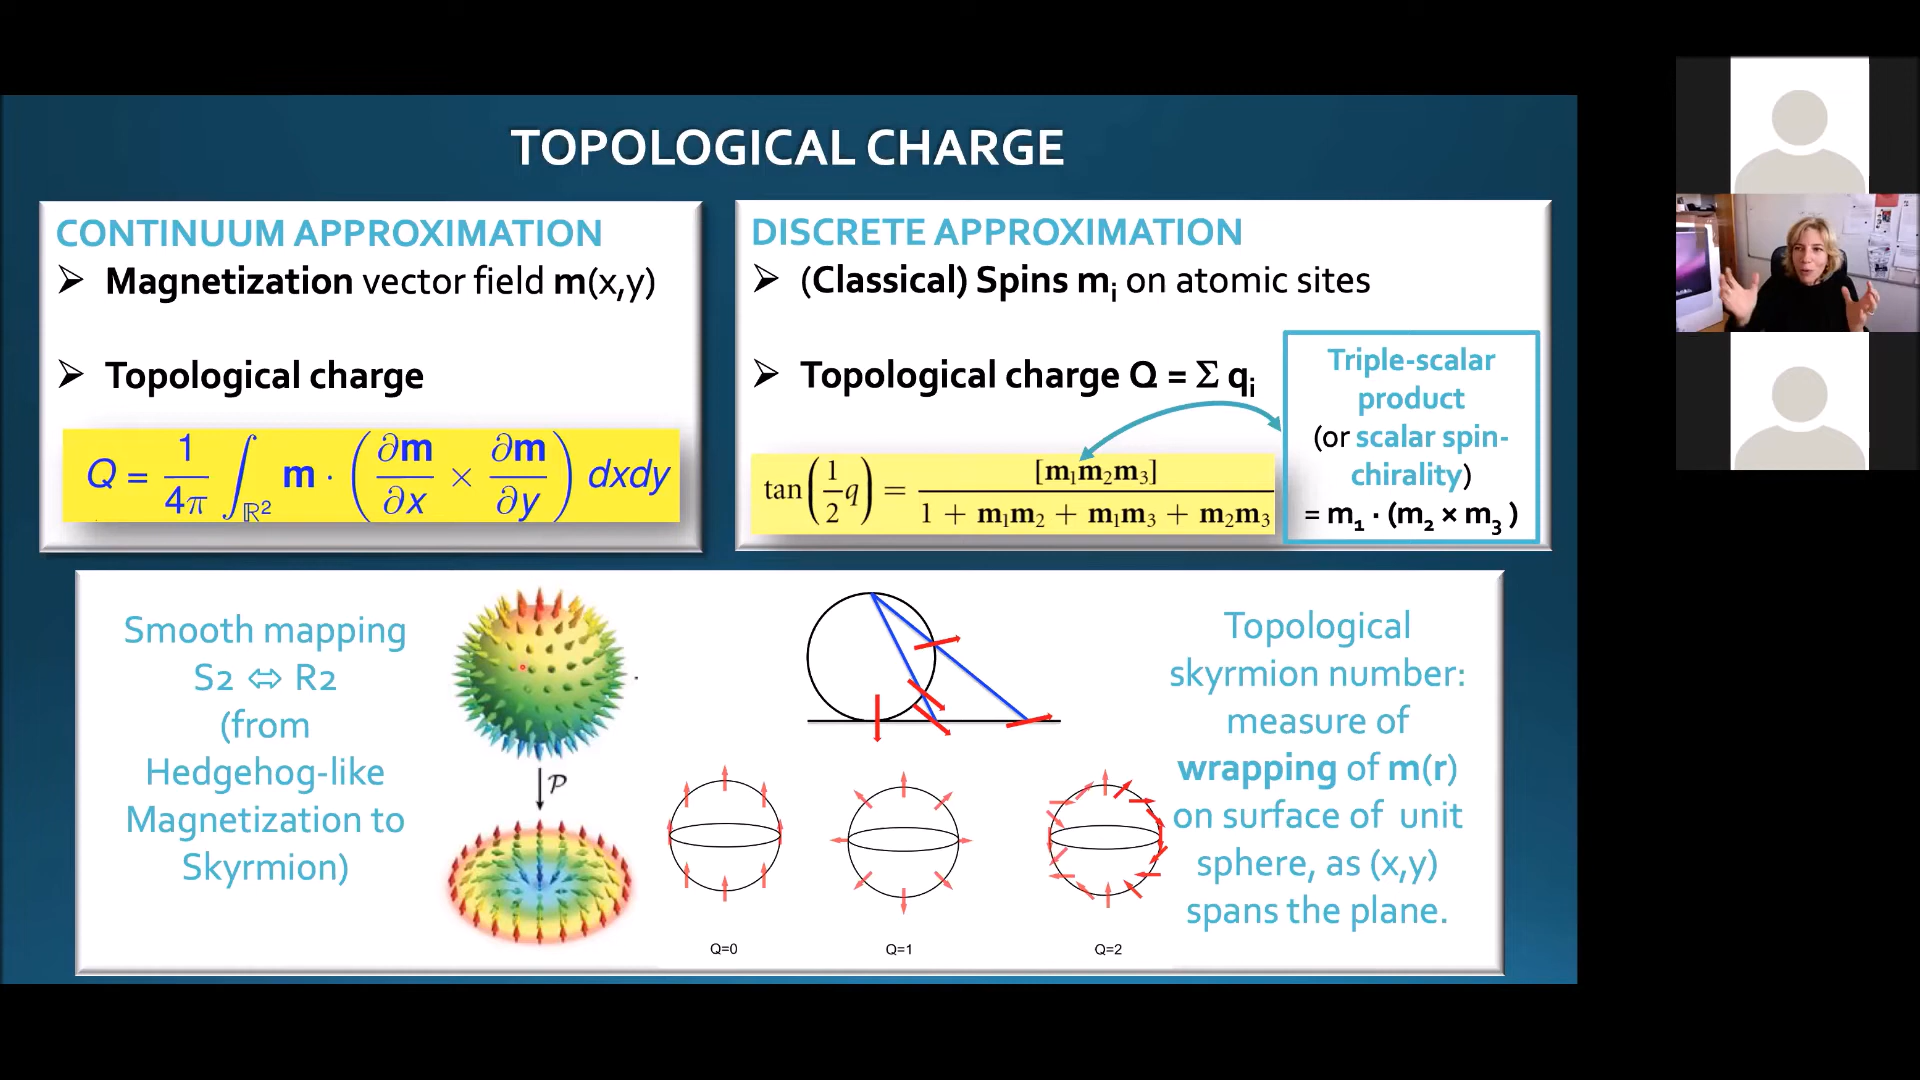 TOPOLOGICAL CHARGE
CONTINUUM APPROXIMATION
➢ Magnetization vector field m(x,y)
➢ Topological charge
Q = 1/4π ∫_ℝ² m · (∂m/∂x × ∂m/∂y) dxdy
DISCRETE APPROXIMATION
➢ (Classical) Spins mᵢ on atomic sites
➢ Topological charge Q = Σ qᵢ
tan(1/2 q) = [m₁m₂m₃] / 1 + m₁m₂ + m₁m₃ + m₂m₃
Triple-scalar
product
(or scalar spin-
chirality)
= m₁ · (m₂ × m₃ )
Smooth mapping
S2 ⇔ R2
(from
Hedgehog-like
Magnetization to
Skyrmion)
𝒫
Q=0
Q=1
Q=2
Topological
skyrmion number:
measure of
wrapping of m(r)
on surface of unit
sphere, as (x,y)
spans the plane.